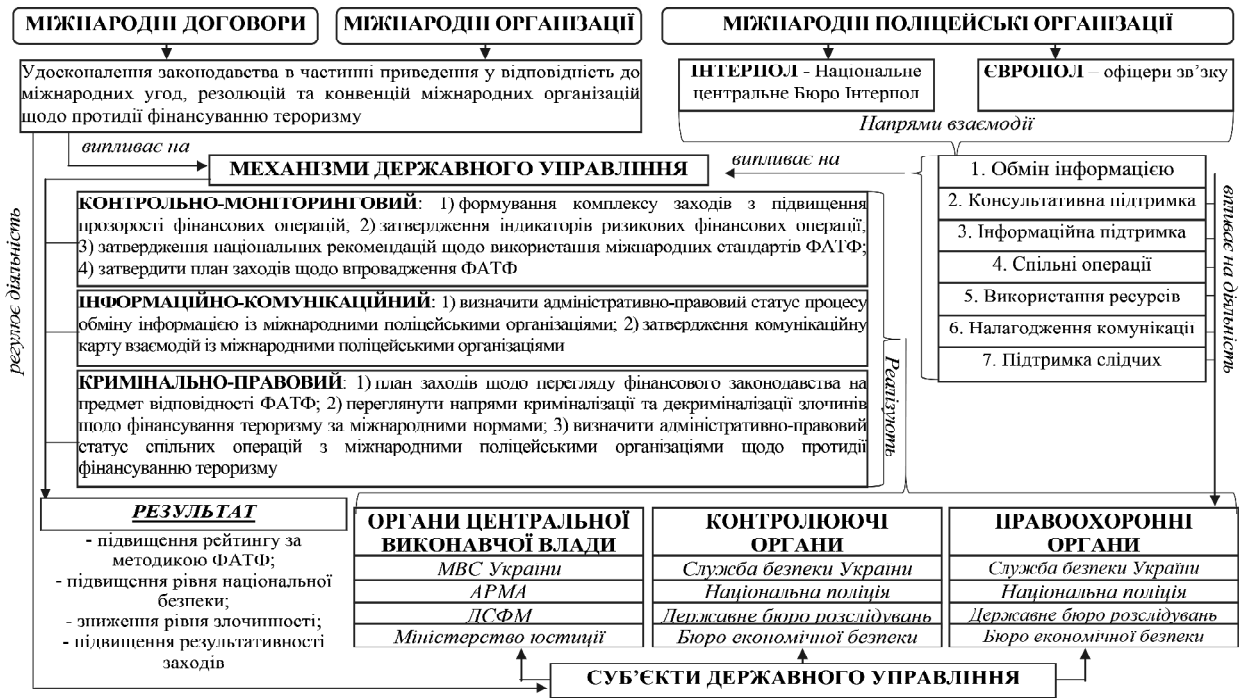 МІЖНАРОДНІ ДОГОВОРИ
МІЖНАРОДНІ ОРГАНІЗАЦІЇ
МІЖНАРОДНІ ПОЛІЦЕЙСЬКІ ОРГАНІЗАЦІЇ
Удосконалення законодавства в частинні приведення у відповідність до
міжнародних угод, резолюцій та конвенцій міжнародних організацій
щодо протидії фінансуванню тероризму
ІНТЕРПОЛ - Національне
центральне Бюро Інтерпол
ЄВРОПОЛ – офіцери зв’зку
Напрями взаємодії
випливає на
МЕХАНІЗМИ ДЕРЖАВНОГО УПРАВЛІННЯ
випливає на
1. Обмін інформацією
2. Консультативна підтримка
3. Інформаційна підтримка
4. Спільні операції
5. Використання ресурсів
6. Налагодження комунікації
7. Підтримка слідчих
впливає на діяльність
регулює діяльність
КОНТРОЛЬНО-МОНІТОРИНГОВИЙ: 1) формування комплексу заходів з підвищення
прозорості фінансових операцій, 2) затвердження індикаторів ризикових фінансових операції,
3) затвердження національних рекомендацій щодо використання міжнародних стандартів ФАТФ;
4) затвердити план заходів щодо впровадження ФАТФ
ІНФОРМАЦІЙНО-КОМУНІКАЦІЙНИЙ: 1) визначити адміністративно-правовий статус процесу
обміну інформацією із міжнародними поліцейськими організаціями; 2) затвердження комунікаційну
карту взаємодій із міжнародними поліцейськими організаціями
КРИМІНАЛЬНО-ПРАВОВИЙ: 1) план заходів щодо перегляду фінансового законодавства на
предмет відповідності ФАТФ; 2) переглянути напрями криміналізації та декриміналізації злочинів
щодо фінансування тероризму за міжнародними нормами; 3) визначити адміністративно-правовий
статус спільних операцій з міжнародними поліцейськими організаціями щодо протидії
фінансуванню тероризму
Реалізують
РЕЗУЛЬТАТ
- підвищення рейтингу за
методикою ФАТФ;
- підвищення рівня національної
безпеки;
- зниження рівня злочинності;
- підвищення результативності
заходів
ОРГАНИ ЦЕНТРАЛЬНОЇ
ВИКОНАВЧОЇ ВЛАДИ
МВС України
АРМА
ДСФМ
Міністерство юстиції
КОНТРОЛЮЮЧІ
ОРГАНИ
Служба безпеки України
Національна поліція
Державне бюро розслідувань
Бюро економічної безпеки
ПРАВООХОРОННІ
ОРГАНИ
Служба безпеки України
Національна поліція
Державне бюро розслідувань
Бюро економічної безпеки
СУБ’ЄКТИ ДЕРЖАВНОГО УПРАВЛІННЯ